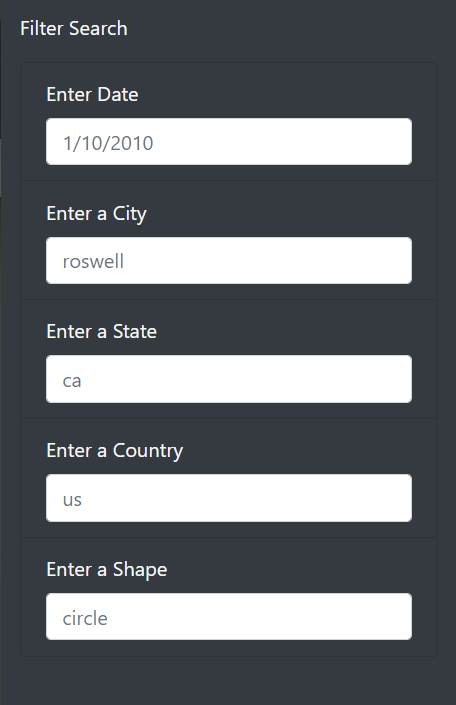 Filter Search
Enter Date
1/10/2010
Enter a City
roswell
Enter a State
ca
Enter a Country
us
Enter a Shape
circle